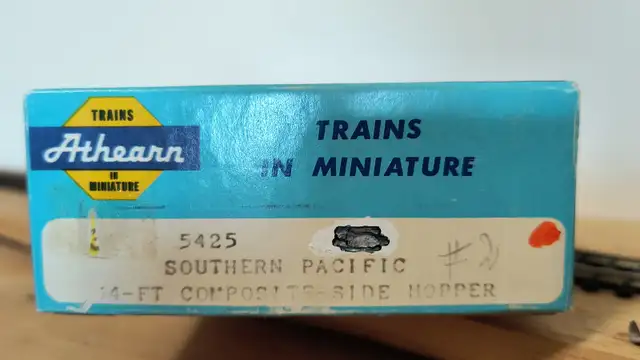 TRAINS
Athearn
IN
MINIATURE
TRAINS
IN MINIATURE
5425
SOUTHERN PACIFIC
#2
COMPOSITE-SIDE HOPPER